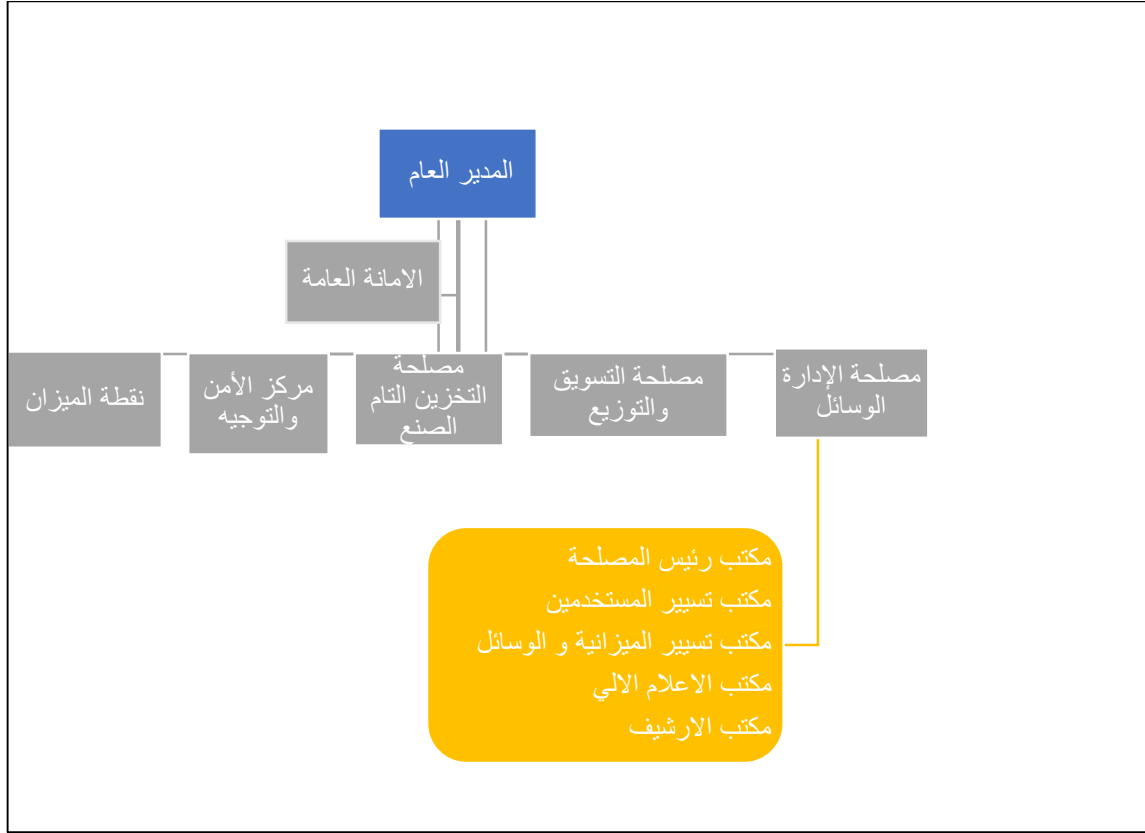 المدير العام
الامانة العامة
مصلحة الإدارة
الوسائل
مصلحة التسويق
والتوزيع
مصلحة
التخزين التام
الصنع
مركز الأمن
والتوجيه
نقطة الميزان
مكتب رئيس المصلحة
مكتب تسيير المستخدمين
مكتب تسيير الميزانية و الوسائل
مكتب الاعلام الالي
مكتب الارشيف